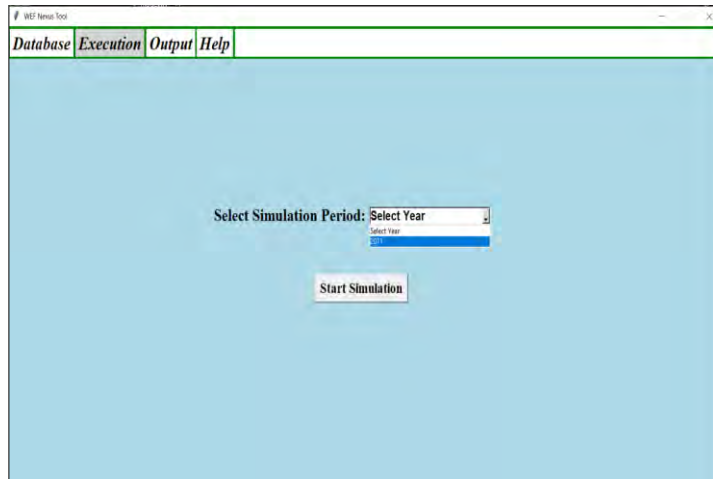 WEF Nexus Tool
Database Execution Output Help
Select Simulation Period: Select Year
Select Year
Start Simulation